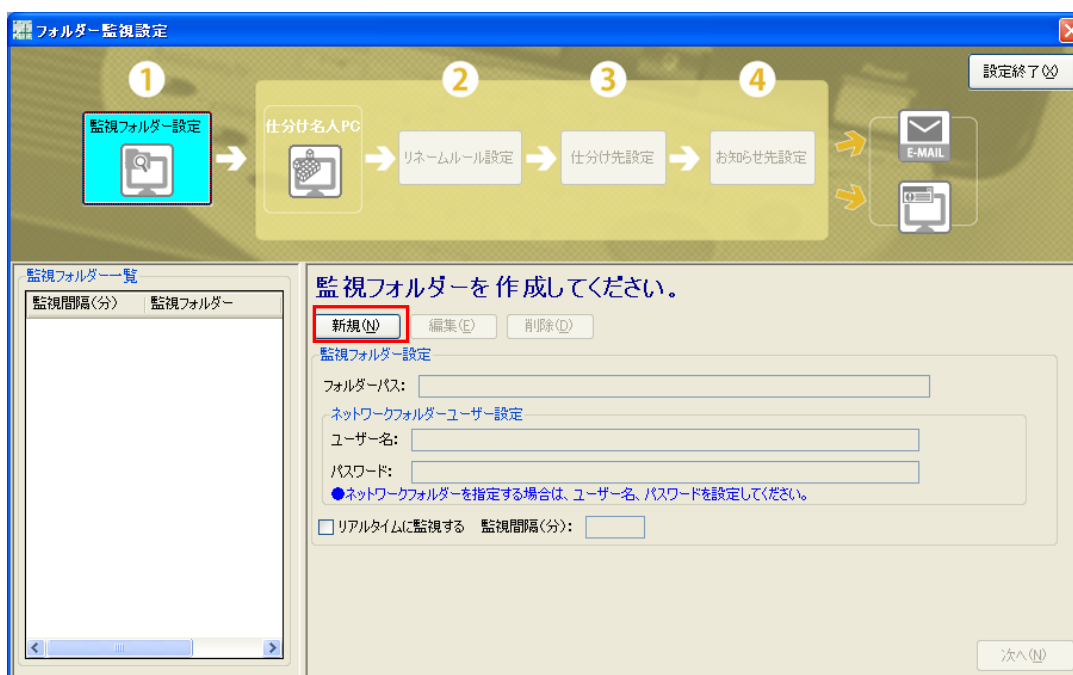 フォルダー監視設定
設定終了(X)
1
2
3
4
監視フォルダー設定
仕分け名人PC
リネームルール設定
仕分け先設定
お知らせ先設定
E-MAIL
監視フォルダー一覧
監視間隔(分) 監視フォルダー
監視フォルダーを作成してください。
新規(N) 編集(E) 削除(D)
監視フォルダー設定
フォルダーパス:
ネットワークフォルダーユーザー設定
ユーザー名:
パスワード:
●ネットワークフォルダーを指定する場合は、ユーザー名、パスワードを設定してください。
リアルタイムに監視する 監視間隔(分):
次へ(N)